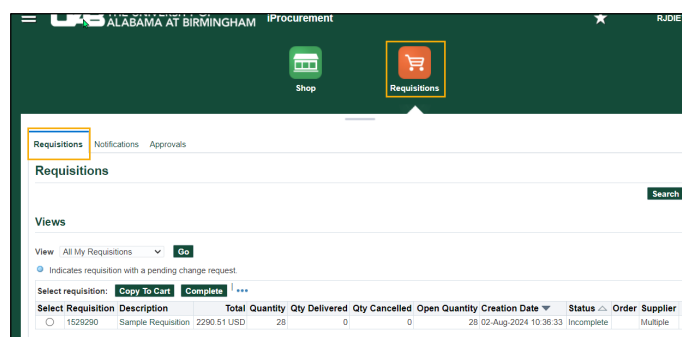 THE UNIVERSITY OF
ALABAMA AT BIRMINGHAM iProcurement RJDIE
Shop Requisitions
Requisitions Notifications Approvals
Requisitions
Search
Views
View All My Requisitions Go
Indicates requisition with a pending change request.
Select requisition: Copy To Cart Complete
Select Requisition Description Total Quantity Qty Delivered Qty Cancelled Open Quantity Creation Date Status Order Supplier
1529290 Sample Requisition 2290.51 USD 28 0 0 28 02-Aug-2024 10:36:33 Incomplete Multiple